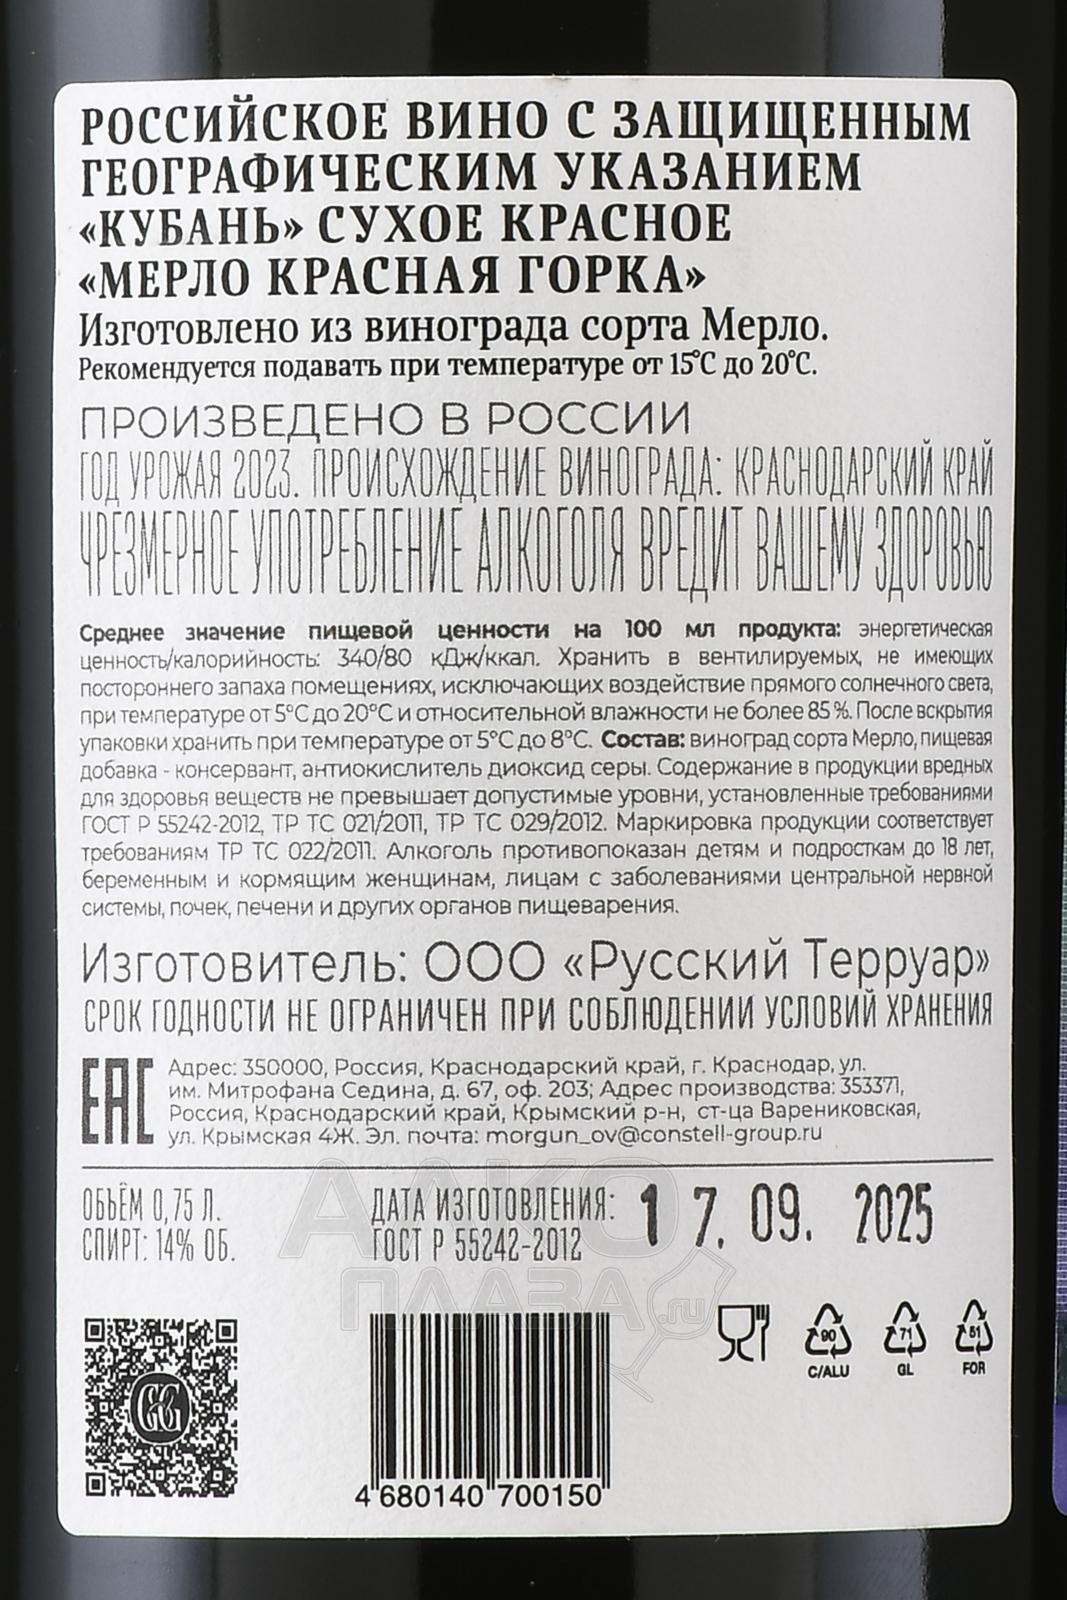 РОССИЙСКОЕ ВИНО С ЗАЩИЩЕННЫМ
ГЕОГРАФИЧЕСКИМ УКАЗАНИЕМ
«КУБАНЬ» СУХОЕ КРАСНОЕ
«МЕРЛО КРАСНАЯ ГОРКА»
Изготовлено из винограда сорта Мерло.
Рекомендуется подавать при температуре от 15°С до 20°С.
ПРОИЗВЕДЕНО В РОССИИ
ГОД УРОЖАЯ 2023. ПРОИСХОЖДЕНИЕ ВИНОГРАДА: КРАСНОДАРСКИЙ КРАЙ
ЧРЕЗМЕРНОЕ УПОТРЕБЛЕНИЕ АЛКОГОЛЯ ВРЕДИТ ВАШЕМУ ЗДОРОВЬЮ
Среднее значение пищевой ценности на 100 мл продукта: энергетическая
ценность/калорийность: 340/80 кДж/ккал. Хранить в вентилируемых, не имеющих
постороннего запаха помещениях, исключающих воздействие прямого солнечного света,
при температуре от 5°С до 20°С и относительной влажности не более 85 %. После вскрытия
упаковки хранить при температуре от 5°С до 8°С. Состав: виноград сорта Мерло, пищевая
добавка - консервант, антиокислитель диоксид серы. Содержание в продукции вредных
для здоровья веществ не превышает допустимые уровни, установленные требованиями
ГОСТ Р 55242-2012, ТР ТС 021/2011, ТР ТС 029/2012. Маркировка продукции соответствует
требованиям ТР ТС 022/2011. Алкоголь противопоказан детям и подросткам до 18 лет,
беременным и кормящим женщинам, лицам с заболеваниями центральной нервной
системы, почек, печени и других органов пищеварения.
Изготовитель: ООО «Русский Терруар»
СРОК ГОДНОСТИ НЕ ОГРАНИЧЕН ПРИ СОБЛЮДЕНИИ УСЛОВИЙ ХРАНЕНИЯ
ЕАС
Адрес: 350000, Россия, Краснодарский край, г. Краснодар, ул.
им. Митрофана Седина, д. 67, оф. 203; Адрес производства: 353371,
Россия, Краснодарский край, Крымский р-н, ст-ца Варениковская,
ул. Крымская 4Ж. Эл. почта: morgun_ov@constell-group.ru
ОБЪЁМ 0,75 Л.
СПИРТ: 14% ОБ.
ДАТА ИЗГОТОВЛЕНИЯ: 17. 09. 2025
ГОСТ Р 55242-2012
АЛКО
ПЛАЗА.ru
90
C/ALU
71
GL
51
FOR
4 680140 700150